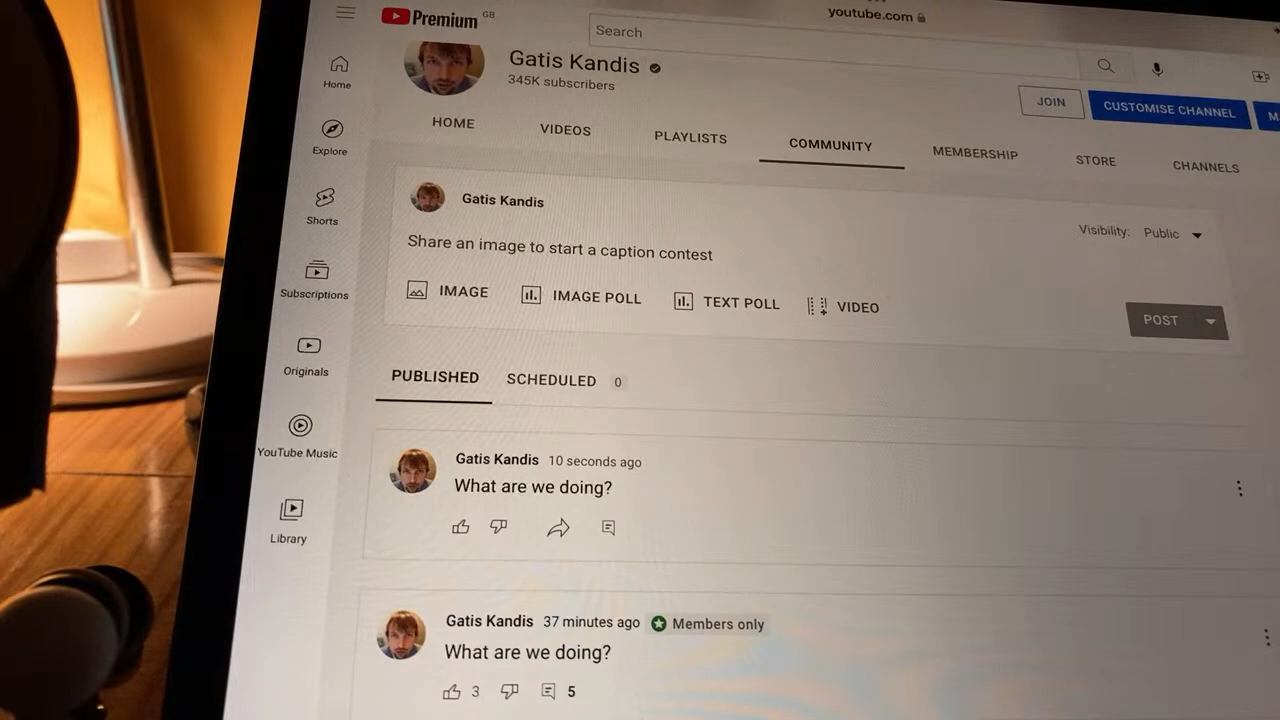 youtube.com
Premium GB
Search
Gatis Kandis
345K subscribers
JOIN
CUSTOMISE CHANNEL
M
HOME
VIDEOS
PLAYLISTS
COMMUNITY
MEMBERSHIP
STORE
CHANNELS
Home
Explore
Shorts
Subscriptions
Originals
YouTube Music
Library
Gatis Kandis
Visibility: Public
Share an image to start a caption contest
IMAGE
IMAGE POLL
TEXT POLL
VIDEO
POST
PUBLISHED
SCHEDULED 0
Gatis Kandis 10 seconds ago
What are we doing?
Gatis Kandis 37 minutes ago Members only
What are we doing?
3
5